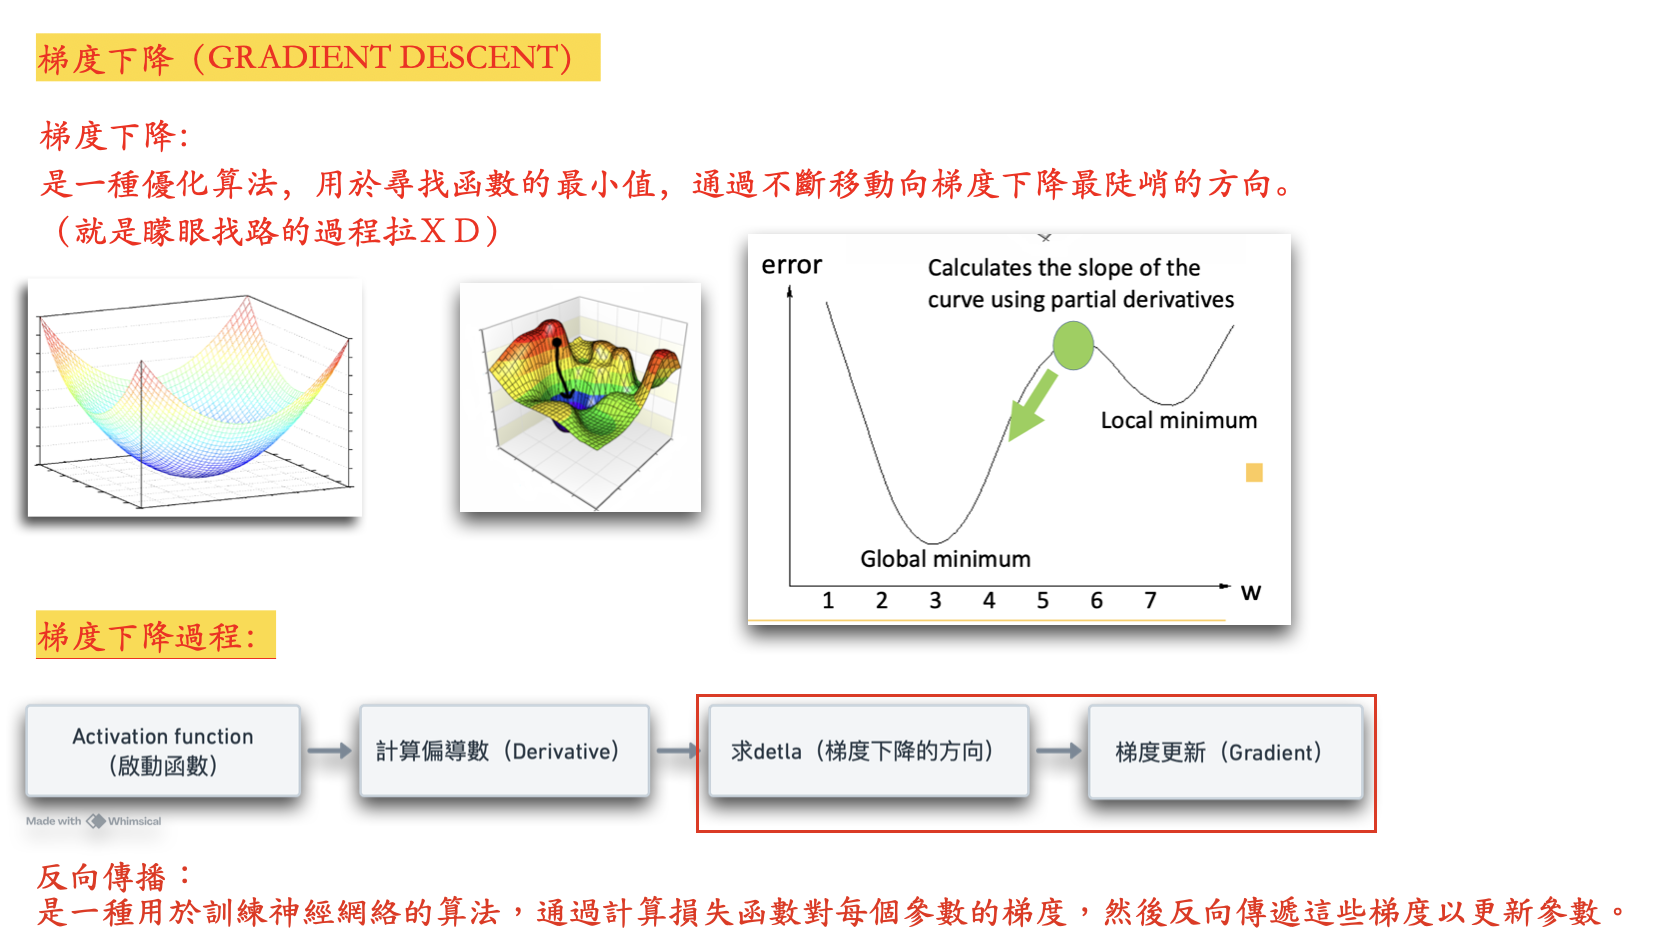 梯度下降（GRADIENT DESCENT）
梯度下降:
是一種優化算法，用於尋找函數的最小值，通過不斷移動向梯度下降最陡峭的方向。
（就是矇眼找路的過程拉ＸＤ）
error
Calculates the slope of the
curve using partial derivatives
Local minimum
Global minimum
w
1 2 3 4 5 6 7
梯度下降過程:
Activation function
（啟動函數）
計算偏導數（Derivative）
求detla（梯度下降的方向）
梯度更新（Gradient）
Made with Whimsical
反向傳播：
是一種用於訓練神經網絡的算法，通過計算損失函數對每個參數的梯度，然後反向傳遞這些梯度以更新參數。